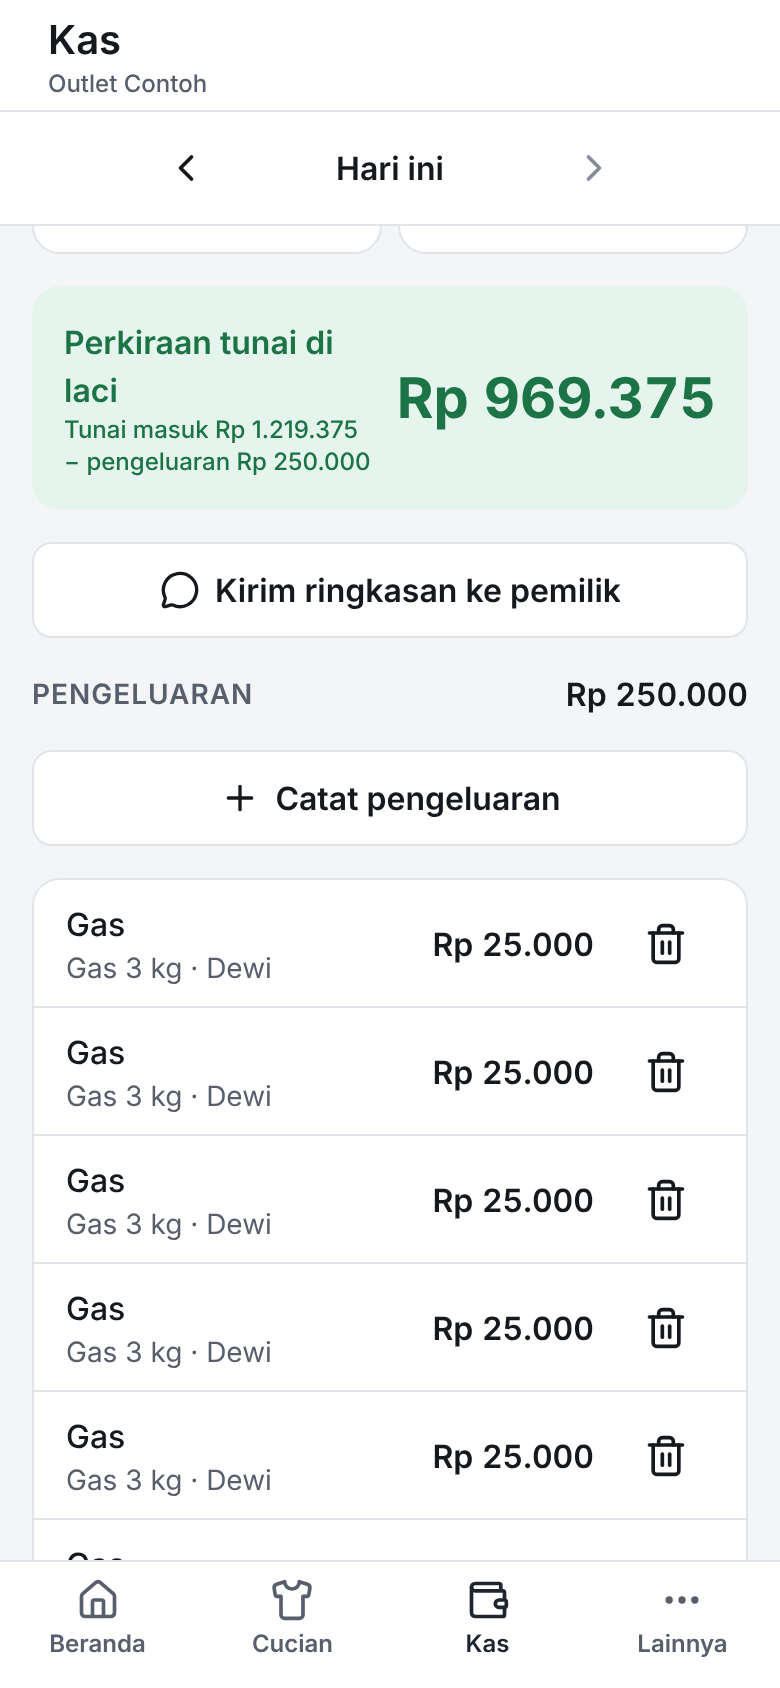 Kas
Outlet Contoh
Hari ini
Perkiraan tunai di
laci
Tunai masuk Rp 1.219.375
− pengeluaran Rp 250.000
Rp 969.375
Kirim ringkasan ke pemilik
PENGELUARAN Rp 250.000
Catat pengeluaran
Gas
Gas 3 kg · Dewi
Rp 25.000
Gas
Gas 3 kg · Dewi
Rp 25.000
Gas
Gas 3 kg · Dewi
Rp 25.000
Gas
Gas 3 kg · Dewi
Rp 25.000
Gas
Gas 3 kg · Dewi
Rp 25.000
Beranda Cucian Kas Lainnya